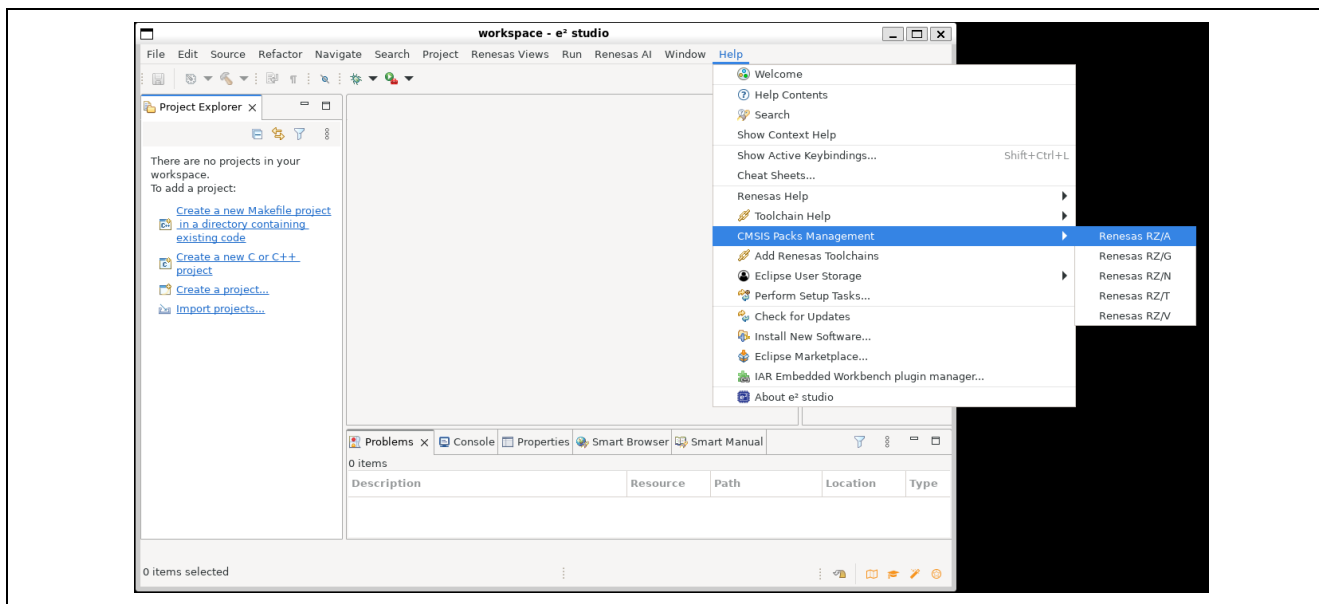 workspace - e² studio
File Edit Source Refactor Navigate Search Project Renesas Views Run Renesas AI Window Help
Project Explorer
There are no projects in your
workspace.
To add a project:
Create a new Makefile project
in a directory containing
existing code
Create a new C or C++
project
Create a project...
Import projects...
Welcome
Help Contents
Search
Show Context Help
Show Active Keybindings... Shift+Ctrl+L
Cheat Sheets...
Renesas Help
Toolchain Help
CMSIS Packs Management
Add Renesas Toolchains
Eclipse User Storage
Perform Setup Tasks...
Check for Updates
Install New Software...
Eclipse Marketplace...
IAR Embedded Workbench plugin manager...
About e² studio
Renesas RZ/A
Renesas RZ/G
Renesas RZ/N
Renesas RZ/T
Renesas RZ/V
Problems Console Properties Smart Browser Smart Manual
0 items
Description Resource Path Location Type
0 items selected